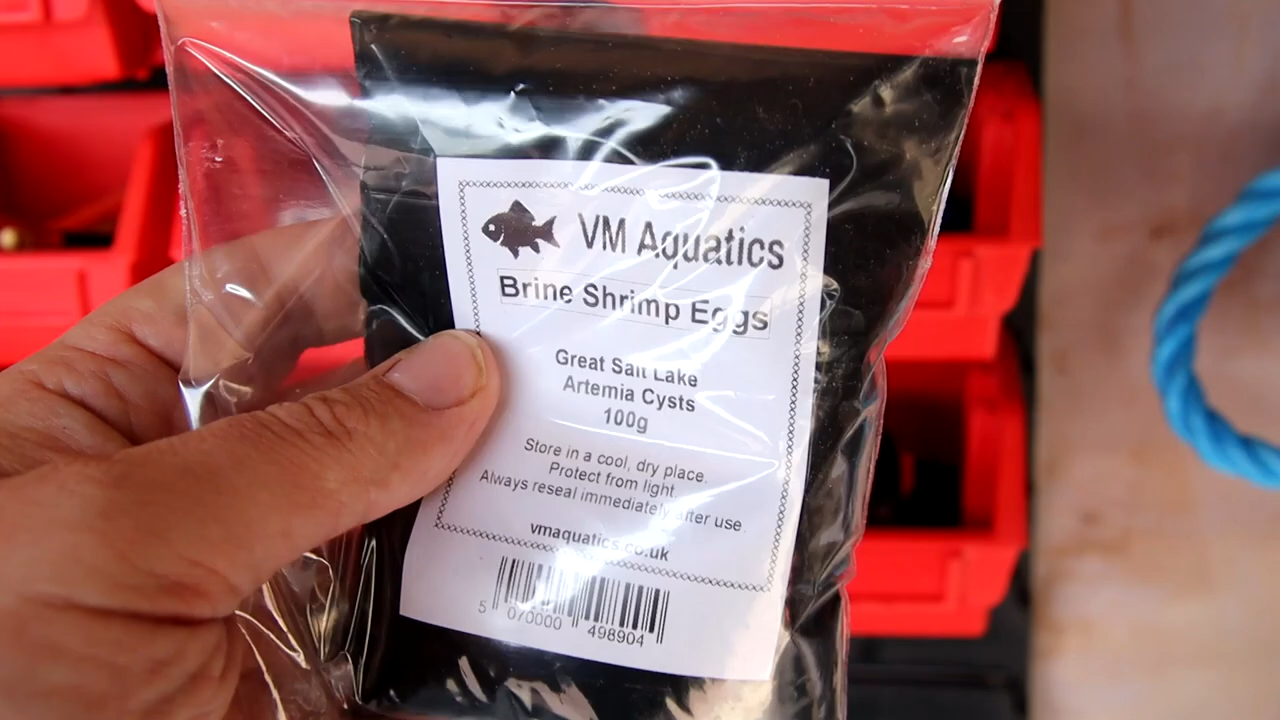 VM Aquatics
Brine Shrimp Eggs
Great Salt Lake
Artemia Cysts
100g
Store in a cool, dry place.
Protect from light.
Always reseal immediately after use.
vmaquatics.co.uk
5 070000 498904